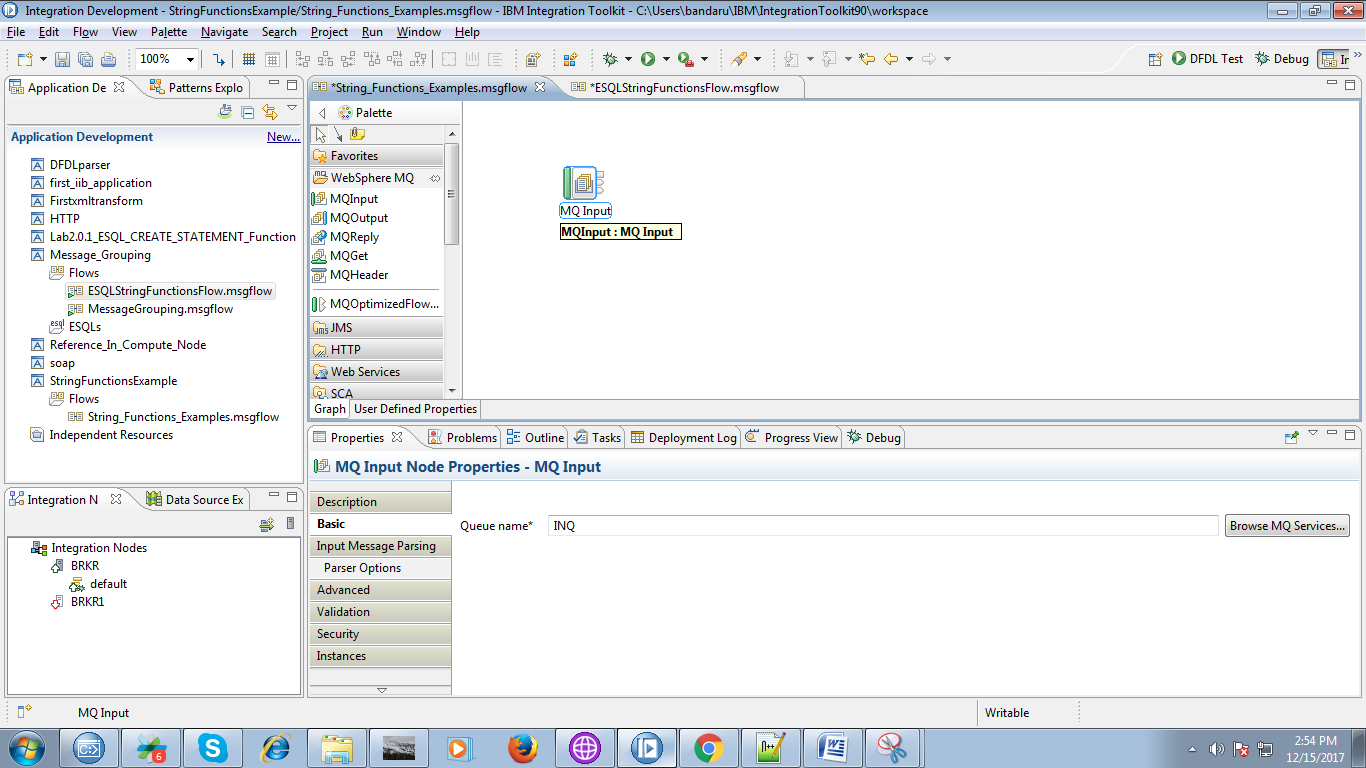 Integration Development - StringFunctionsExample/String_Functions_Examples.msgflow - IBM Integration Toolkit - C:\Users\bandaru\IBM\IntegrationToolkit90\workspace
File Edit Flow View Palette Navigate Search Project Run Window Help
100% DFDL Test Debug Ir
Application De Patterns Explo
Application Development New...
DFDLparser
first_iib_application
Firstxmltransform
HTTP
Lab2.0.1_ESQL_CREATE_STATEMENT_Function
Message_Grouping
Flows
ESQLStringFunctionsFlow.msgflow
MessageGrouping.msgflow
esql ESQLs
Reference_In_Compute_Node
soap
StringFunctionsExample
Flows
String_Functions_Examples.msgflow
Independent Resources
Integration N Data Source Ex
Integration Nodes
BRKR
default
BRKR1
*String_Functions_Examples.msgflow *ESQLStringFunctionsFlow.msgflow
Palette
Favorites
WebSphere MQ
MQInput
MQOutput
MQReply
MQGet
MQHeader
MQOptimizedFlow...
JMS
HTTP
Web Services
SCA
MQ Input
MQInput : MQ Input
Graph User Defined Properties
Properties Problems Outline Tasks Deployment Log Progress View Debug
MQ Input Node Properties - MQ Input
Description
Basic
Input Message Parsing
Parser Options
Advanced
Validation
Security
Instances
Queue name* INQ Browse MQ Services...
MQ Input Writable
6
2:54 PM
12/15/2017